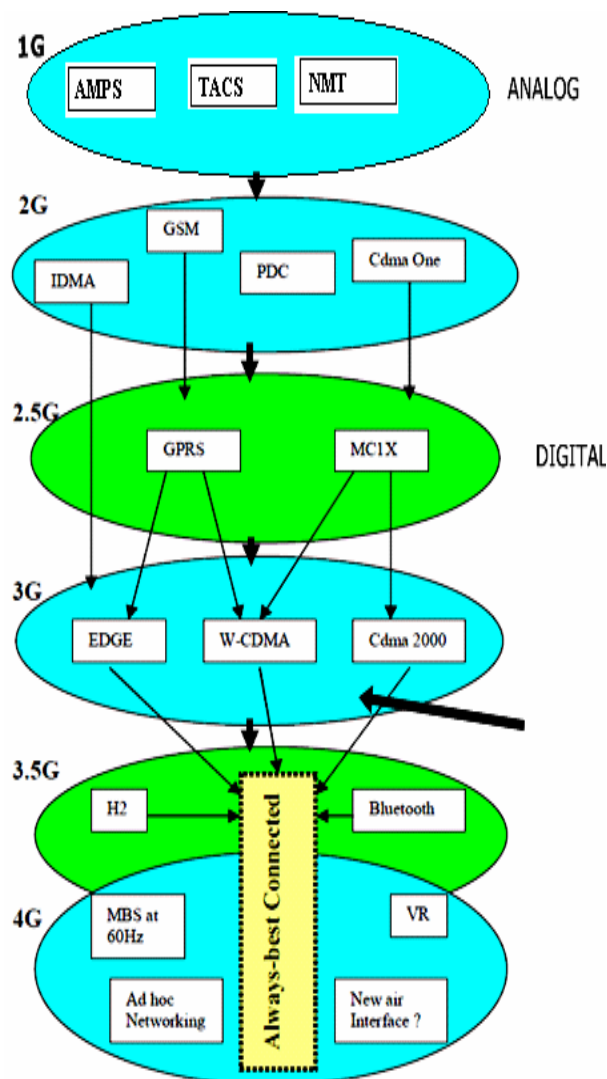 1G
AMPS
TACS
NMT
ANALOG
2G
GSM
IDMA
PDC
Cdma One
2.5G
GPRS
MC1X
DIGITAL
3G
EDGE
W-CDMA
Cdma 2000
3.5G
H2
Always-best Connected
Bluetooth
4G
MBS at
60Hz
VR
Ad hoc
Networking
New air
Interface ?